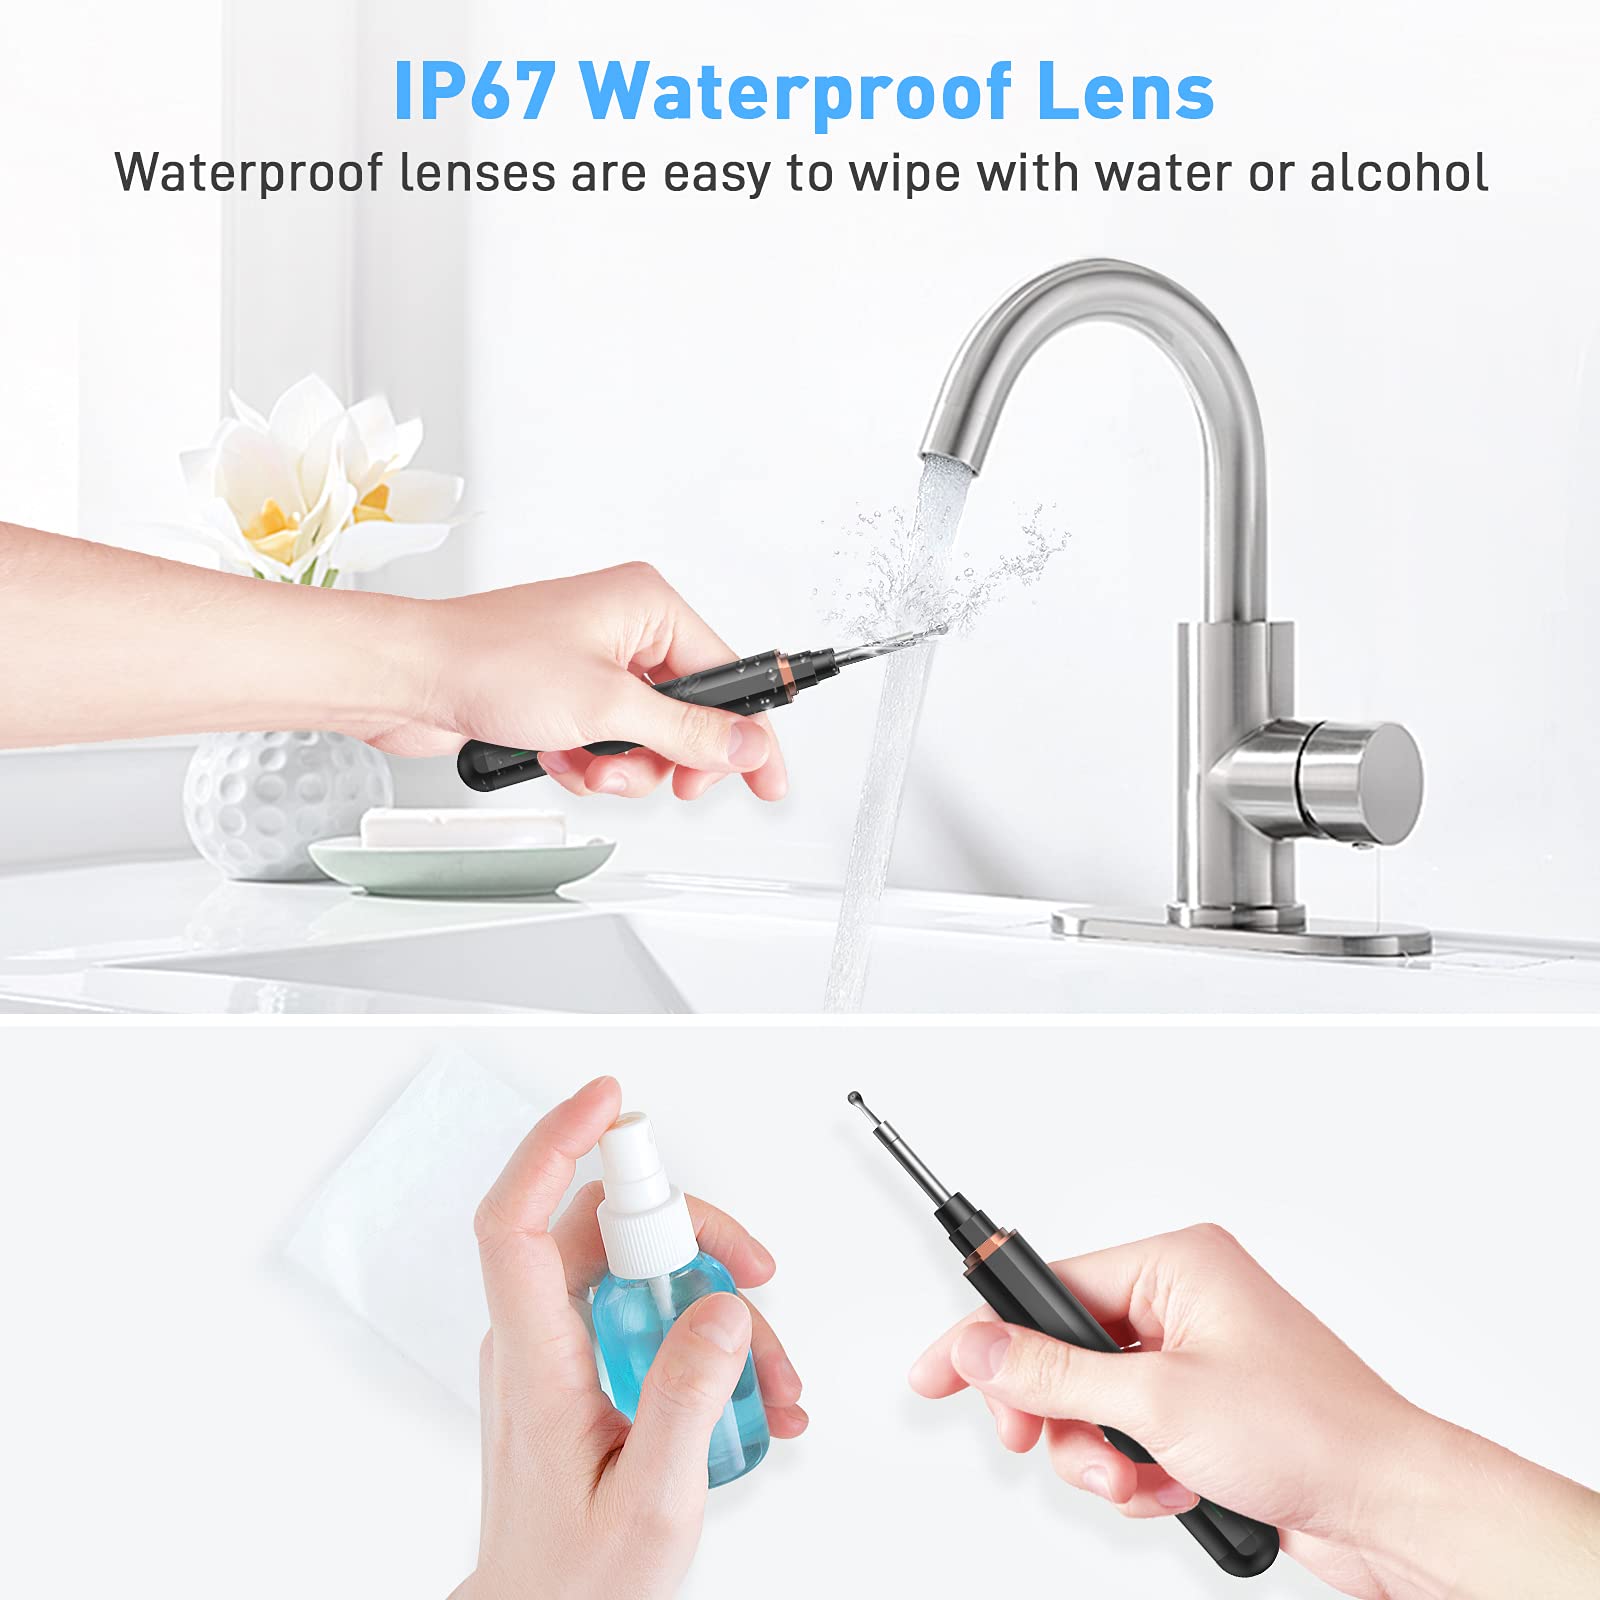 IP67 Waterproof Lens
Waterproof lenses are easy to wipe with water or alcohol